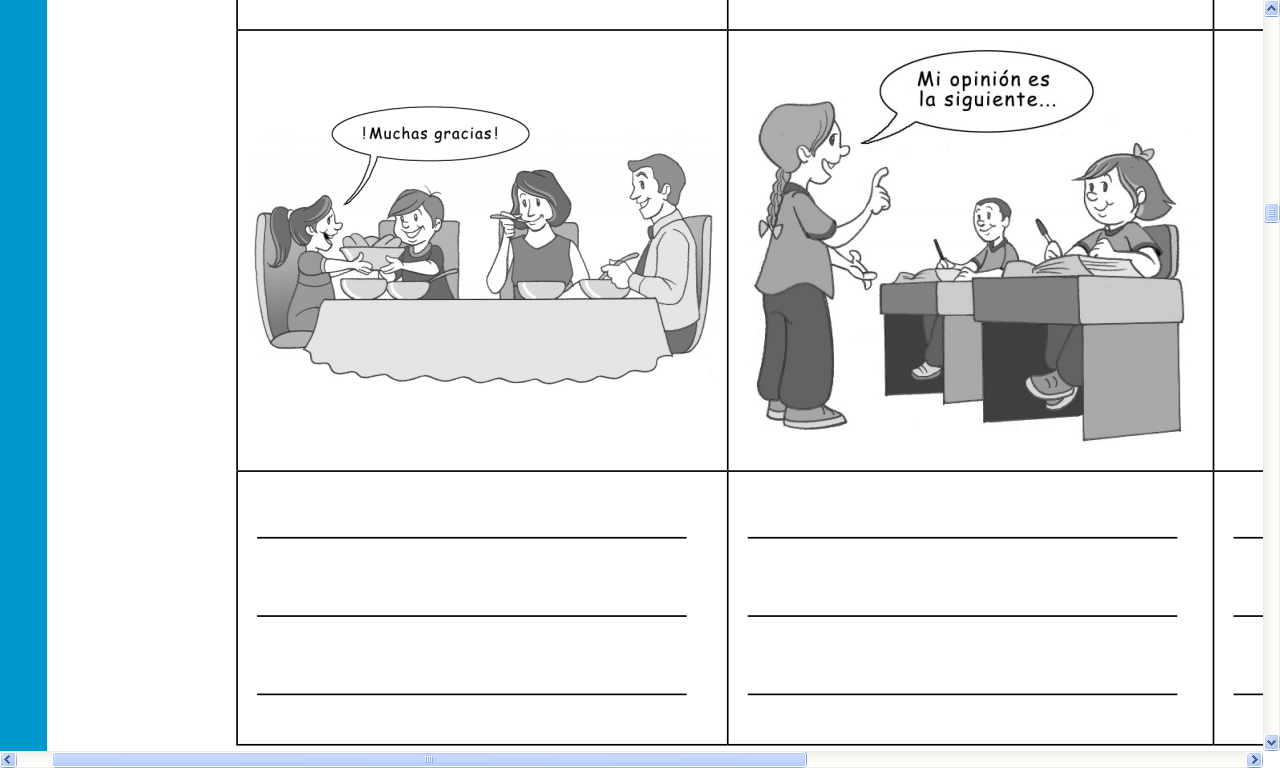 !Muchas gracias!
Mi opinión es
la siguiente...